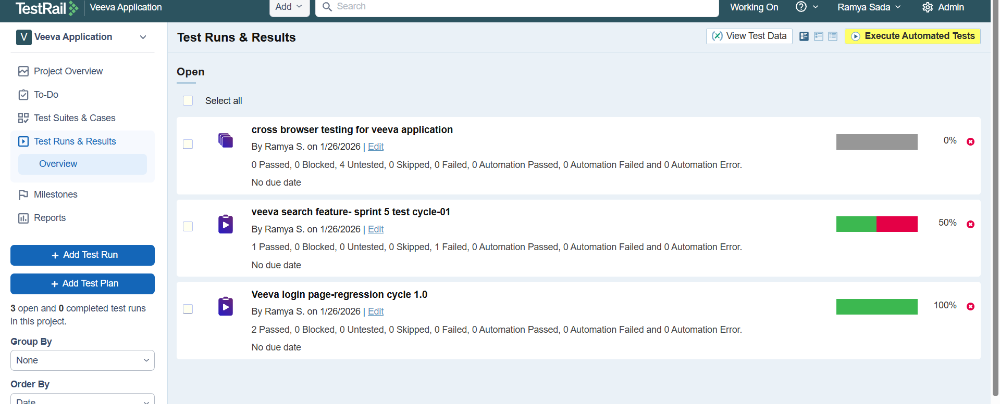 TestRail Veeva Application Add Search Working On Ramya Sada Admin
V Veeva Application
Project Overview
To-Do
Test Suites & Cases
Test Runs & Results
Overview
Milestones
Reports
+ Add Test Run
+ Add Test Plan
3 open and 0 completed test runs
in this project.
Group By
None
Order By
Date
Test Runs & Results
View Test Data
Execute Automated Tests
Open
Select all
cross browser testing for veeva application
By Ramya S. on 1/26/2026 | Edit
0 Passed, 0 Blocked, 4 Untested, 0 Skipped, 0 Failed, 0 Automation Passed, 0 Automation Failed and 0 Automation Error.
No due date
0%
veeva search feature- sprint 5 test cycle-01
By Ramya S. on 1/26/2026 | Edit
1 Passed, 0 Blocked, 0 Untested, 0 Skipped, 1 Failed, 0 Automation Passed, 0 Automation Failed and 0 Automation Error.
No due date
50%
Veeva login page-regression cycle 1.0
By Ramya S. on 1/26/2026 | Edit
2 Passed, 0 Blocked, 0 Untested, 0 Skipped, 0 Failed, 0 Automation Passed, 0 Automation Failed and 0 Automation Error.
No due date
100%